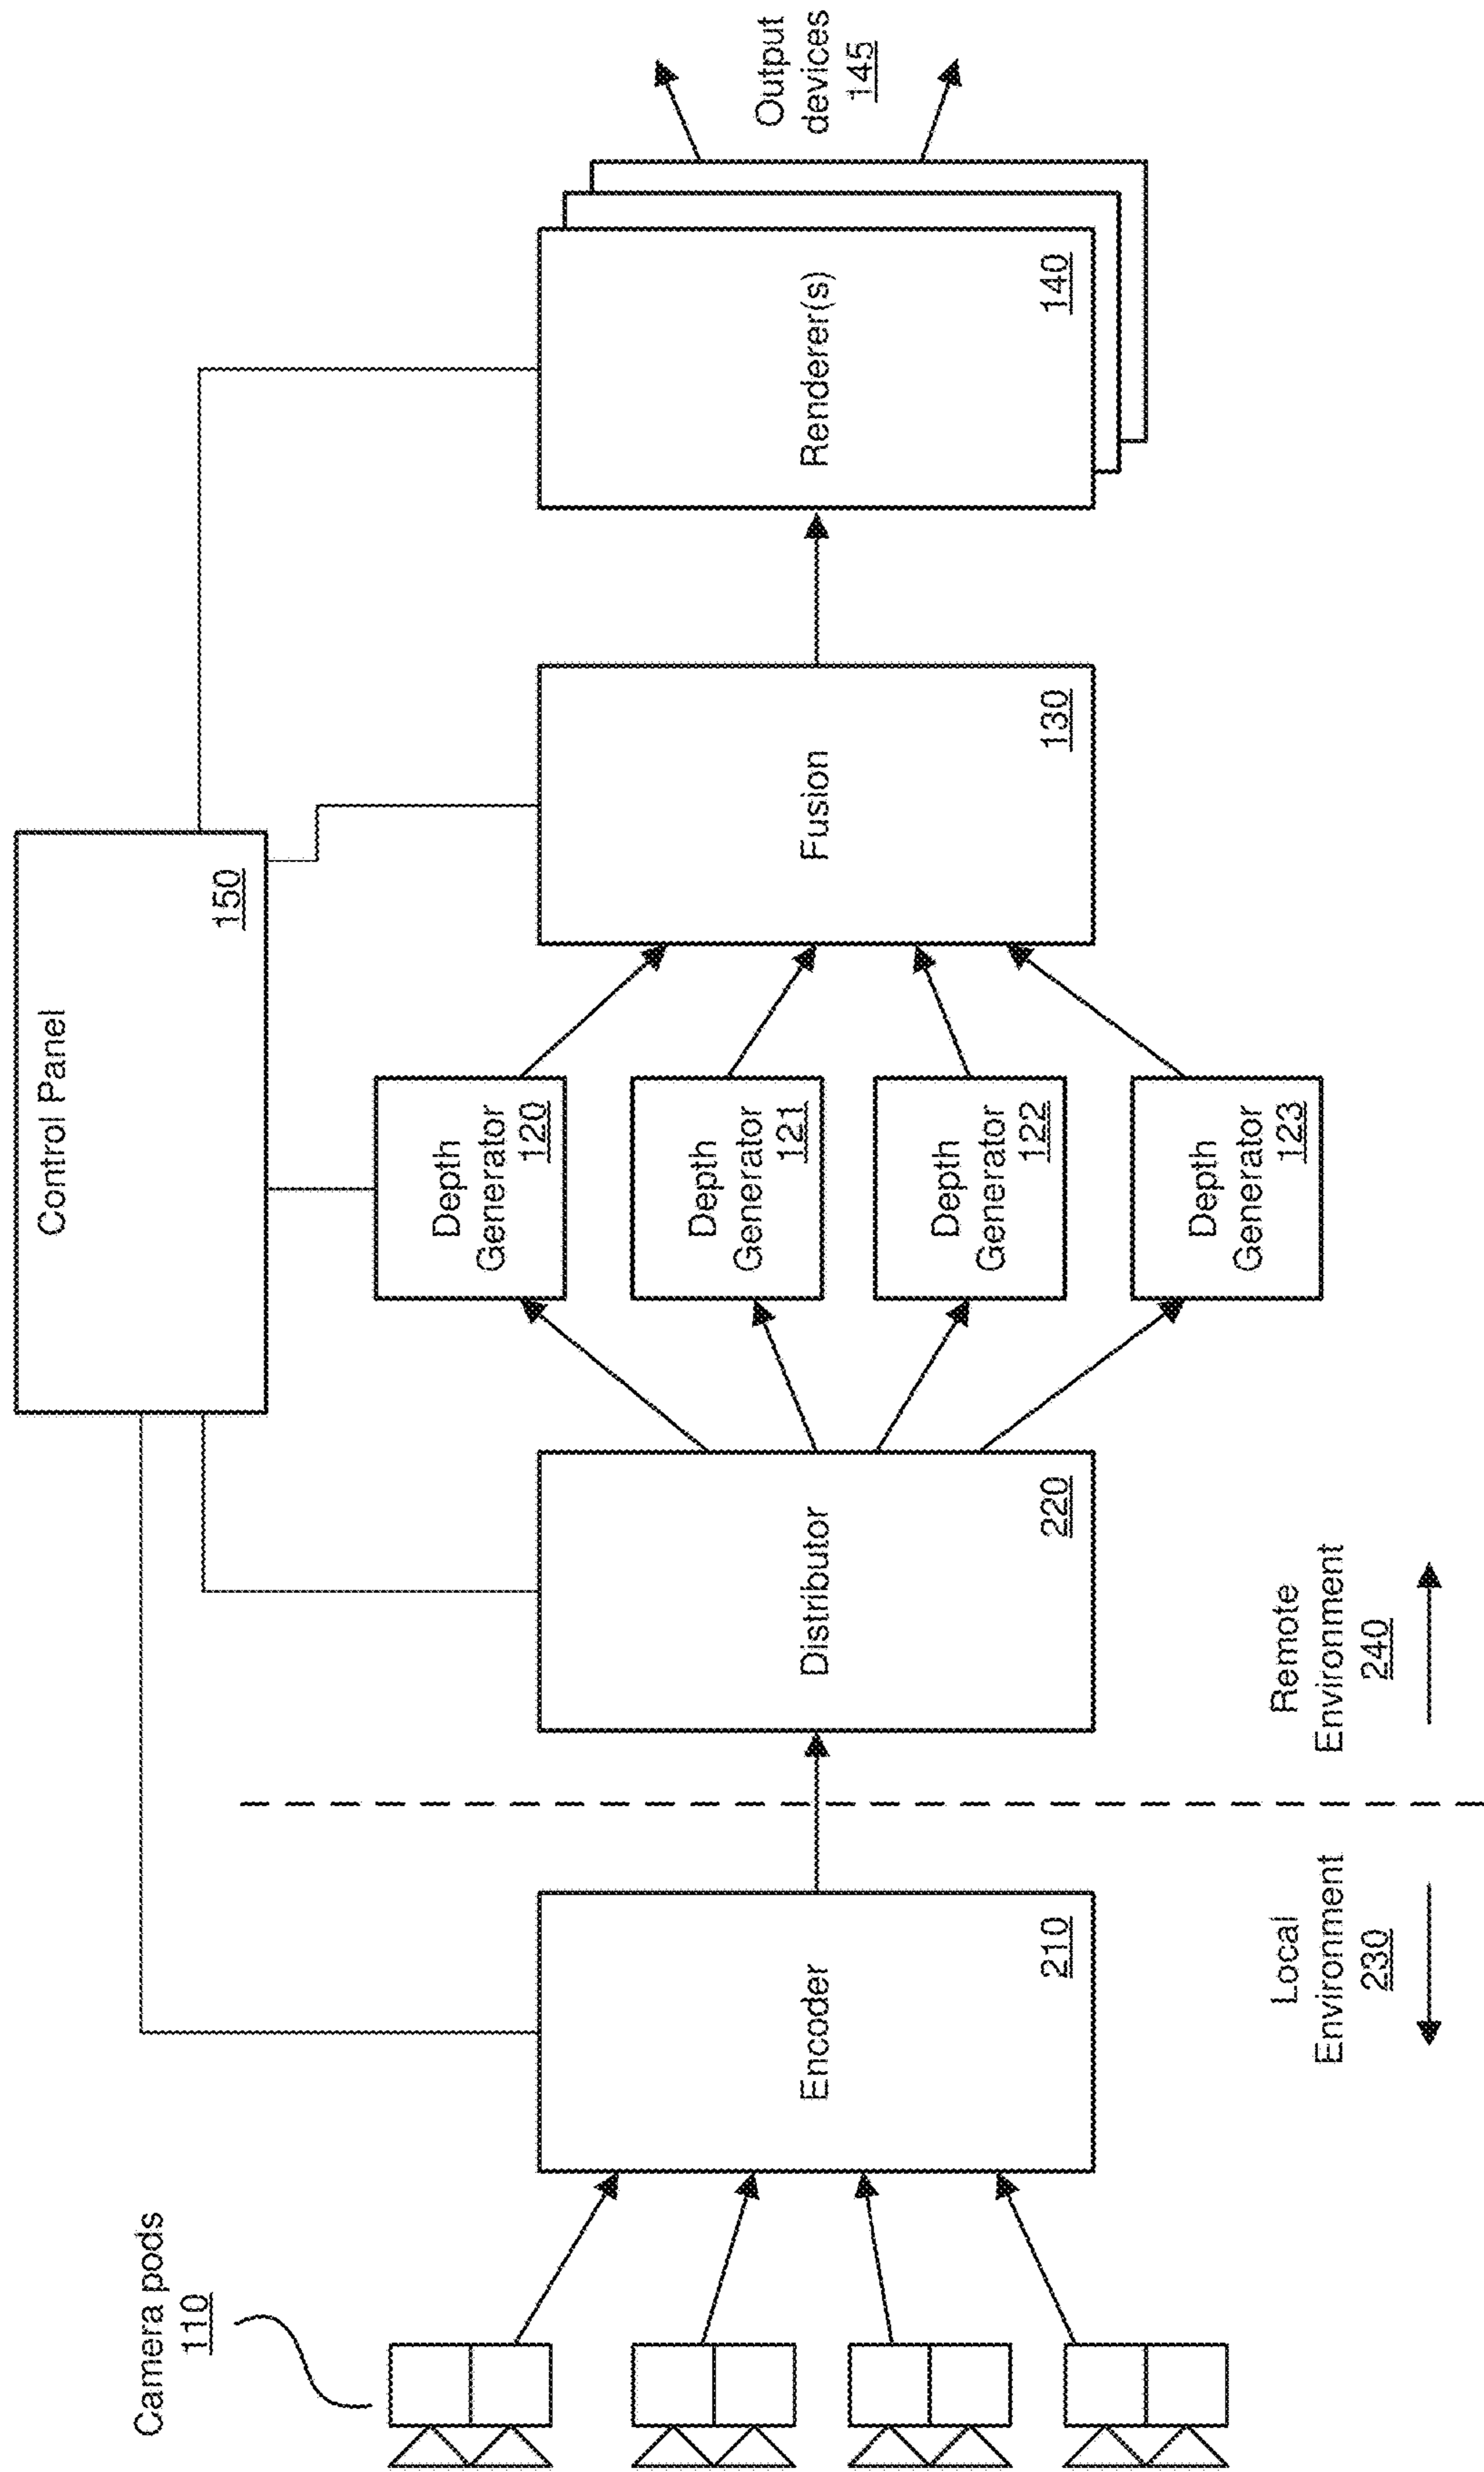 Control Panel
150
Camera pods
110
Encoder
210
Distributor
220
Depth
Generator
120
Depth
Generator
121
Depth
Generator
122
Depth
Generator
123
Fusion
130
Renderer(s)
140
Output
devices
145
Local
Environment
230
Remote
Environment
240